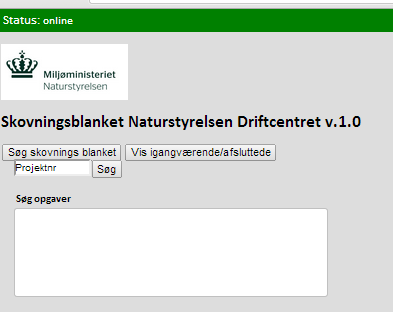 Status: online
Miljøministeriet
Naturstyrelsen
Skovningsblanket Naturstyrelsen Driftcentret v.1.0
Søg skovnings blanket Vis igangværende/afsluttede
Projektnr Søg
Søg opgaver